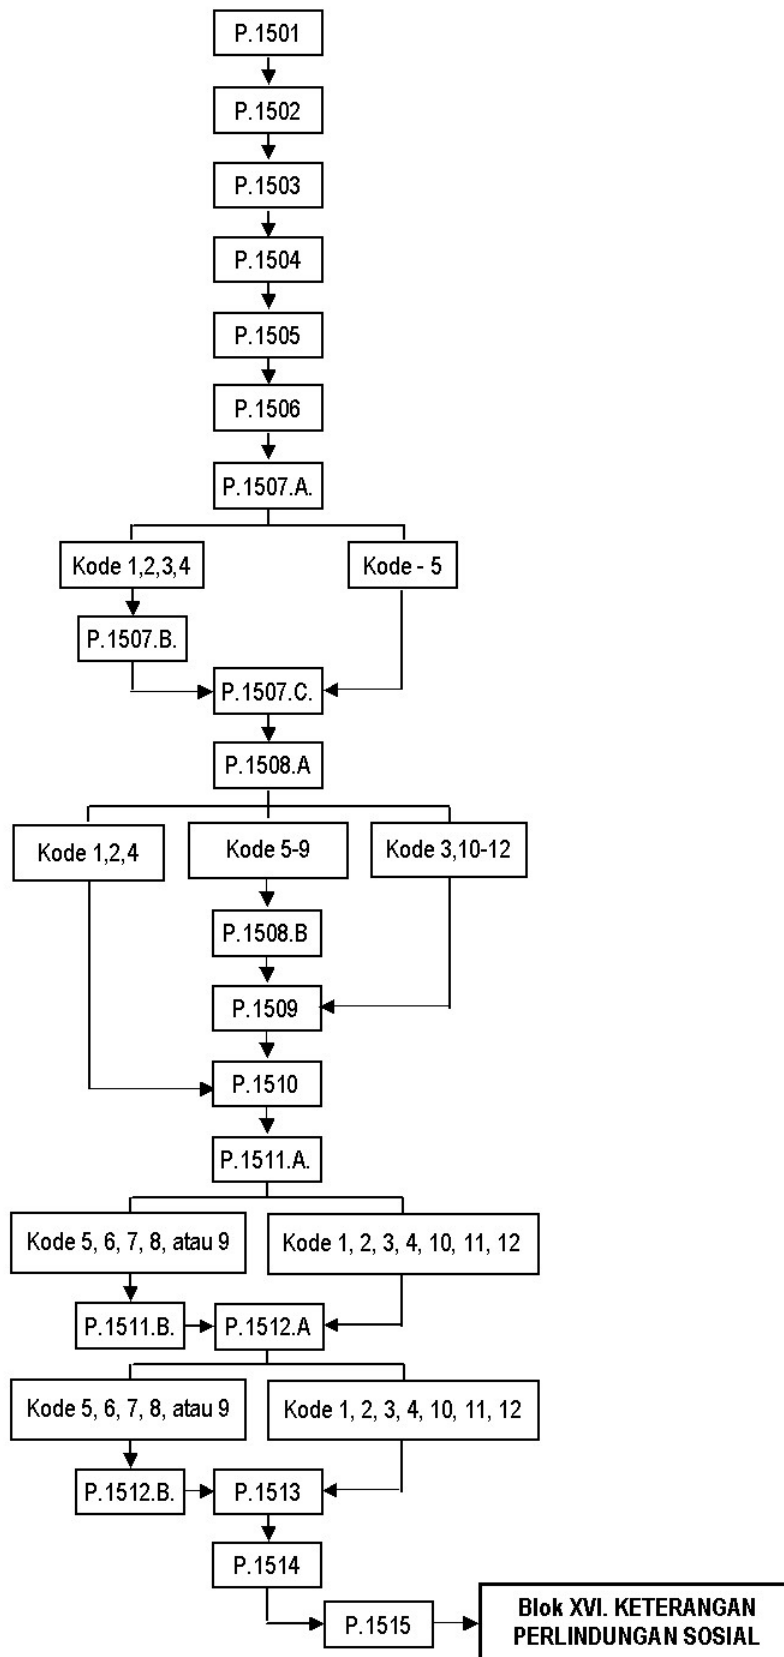 P.1501
P.1502
P.1503
P.1504
P.1505
P.1506
P.1507.A.
Kode 1,2,3,4
Kode - 5
P.1507.B.
P.1507.C.
P.1508.A
Kode 1,2,4
Kode 5-9
Kode 3,10-12
P.1508.B
P.1509
P.1510
P.1511.A.
Kode 5, 6, 7, 8, atau 9
Kode 1, 2, 3, 4, 10, 11, 12
P.1511.B.
P.1512.A
Kode 5, 6, 7, 8, atau 9
Kode 1, 2, 3, 4, 10, 11, 12
P.1512.B.
P.1513
P.1514
P.1515
Blok XVI. KETERANGAN
PERLINDUNGAN SOSIAL